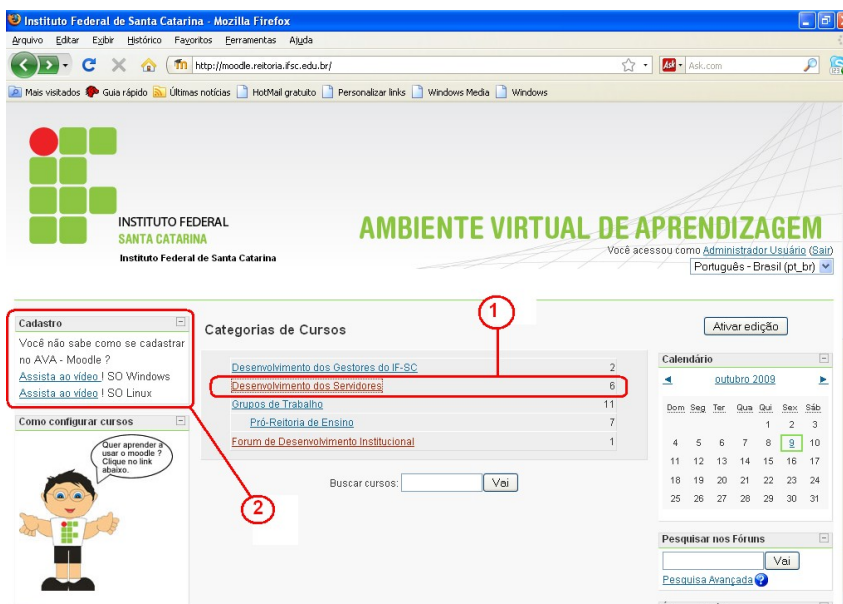 Instituto Federal de Santa Catarina - Mozilla Firefox
Arquivo Editar Exibir Histórico Favoritos Ferramentas Ajuda
http://moodle.reitoria.ifsc.edu.br/
Ask Ask.com
Mais visitados Guia rápido Últimas notícias HotMail gratuito Personalizar links Windows Media Windows
INSTITUTO FEDERAL
SANTA CATARINA
Instituto Federal de Santa Catarina
AMBIENTE VIRTUAL DE APRENDIZAGEM
Você acessou como Administrador Usuário (Sair)
Português - Brasil (pt_br)
Cadastro
Você não sabe como se cadastrar
no AVA - Moodle ?
Assista ao vídeo ! SO Windows
Assista ao vídeo ! SO Linux
Como configurar cursos
Quer aprender a
usar o moodle ?
Clique no link
abaixo.
1
2
Categorias de Cursos
Desenvolvimento dos Gestores do IF-SC 2
Desenvolvimento dos Servidores 6
Grupos de Trabalho 11
Pró-Reitoria de Ensino 7
Forum de Desenvolvimento Institucional 1
Buscar cursos: Vai
Ativar edição
Calendário
outubro 2009
Dom Seg Ter Qua Qui Sex Sáb
1 2 3
4 5 6 7 8 9 10
11 12 13 14 15 16 17
18 19 20 21 22 23 24
25 26 27 28 29 30 31
Pesquisar nos Fóruns
Vai
Pesquisa Avançada ?